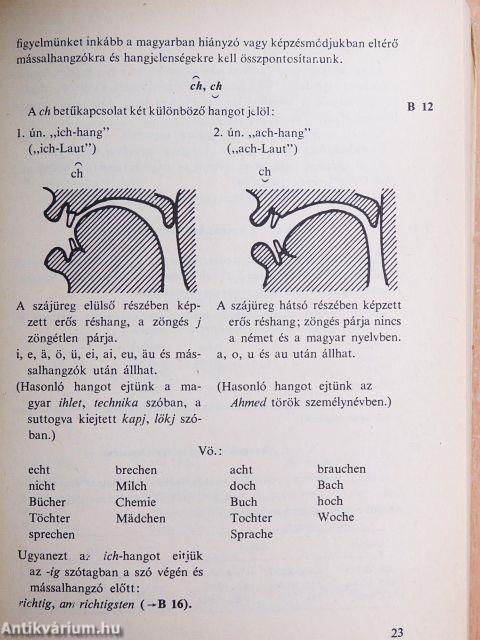 figyelmünket inkább a magyarban hiányzó vagy képzésmódjukban eltérő
mássalhangzókra és hangjelenségekre kell összpontosítanunk.
ch, ch
A ch betűkapcsolat két különböző hangot jelöl:
B 12
1. ún. „ich-hang”
(„ich-Laut”)
ch
2. ún. „ach-hang”
(„ach-Laut”)
ch
A szájüreg elülső részében kép-
zett erős réshang, a zöngés j
zöngétlen párja.
i, e, ä, ö, ü, ei, ai, eu, äu és más-
salhangzók után állhat.
(Hasonló hangot ejtünk a ma-
gyar ihlet, technika szóban, a
suttogva kiejtett kapj, lökj szó-
ban.)
A szájüreg hátsó részében képzett
erős réshang; zöngés párja nincs
a német és a magyar nyelvben.
a, o, u és au után állhat.
(Hasonló hangot ejtünk az
Ahmed török személynévben.)
Vö.:
echt brechen acht brauchen
nicht Milch doch Bach
Bücher Chemie Buch hoch
Töchter Mädchen Tochter Woche
sprechen Sprache
Ugyanezt az ich-hangot ejtjük
az -ig szótagban a szó végén és
mássalhangzó előtt:
richtig, am richtigsten (→B 16).
23
Antikvárium.hu